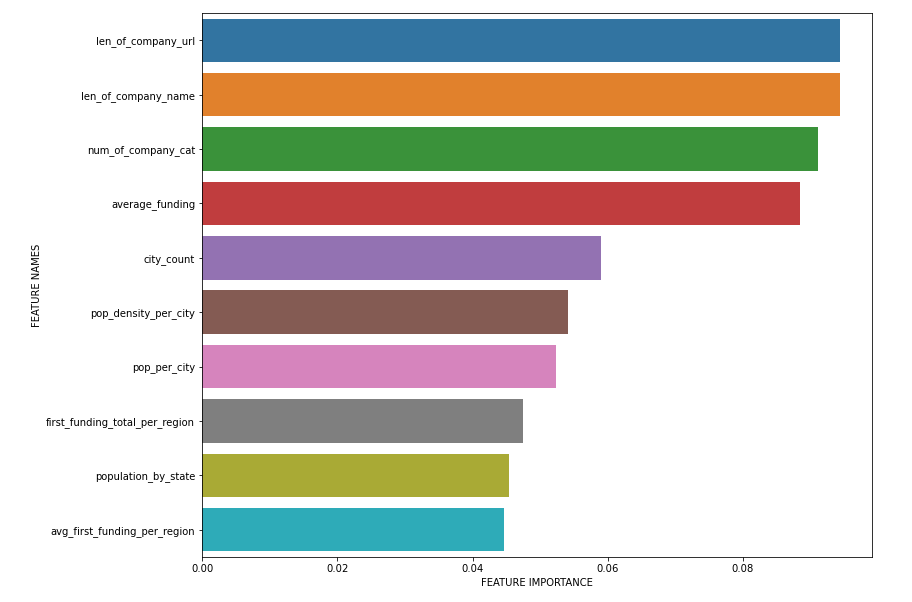 len_of_company_url
len_of_company_name
num_of_company_cat
average_funding
city_count
pop_density_per_city
pop_per_city
first_funding_total_per_region
population_by_state
avg_first_funding_per_region
FEATURE NAMES
0.00 0.02 0.04 0.06 0.08
FEATURE IMPORTANCE